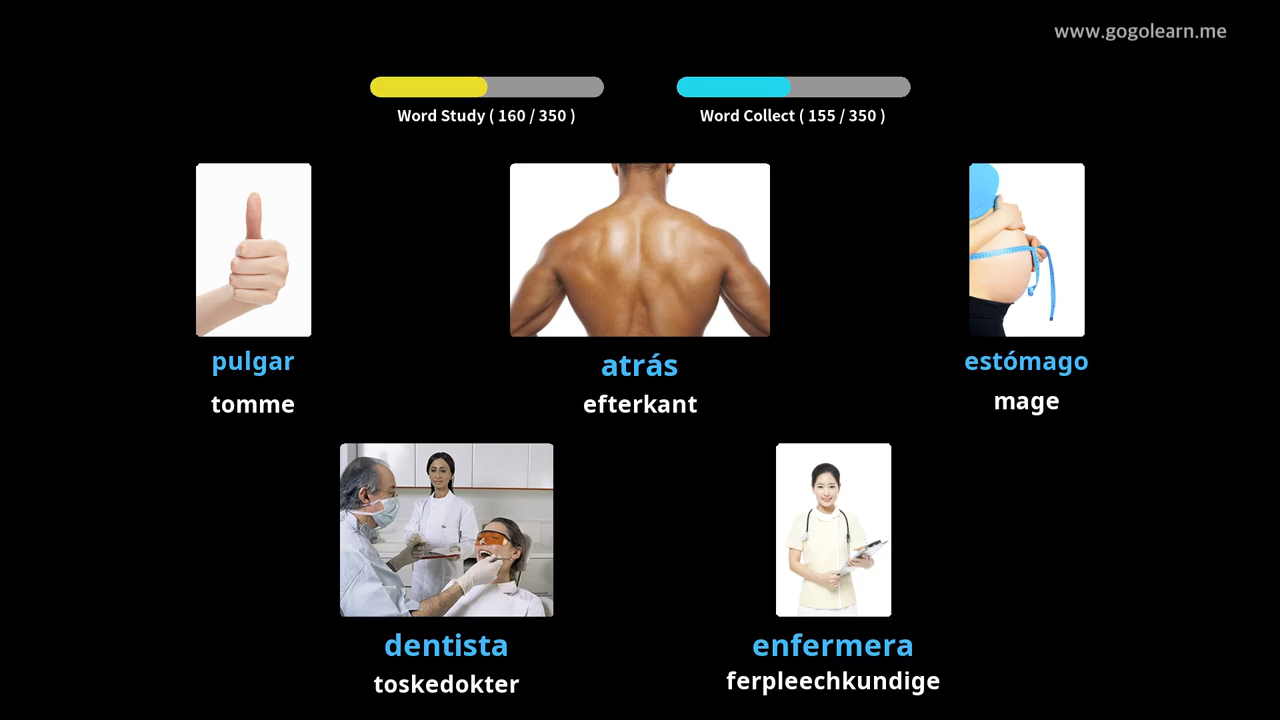 www.gogolearn.me
Word Study ( 160 / 350 )
Word Collect ( 155 / 350 )
pulgar
tomme
atrás
efterkant
estómago
mage
dentista
toskedokter
enfermera
ferpleechkundige